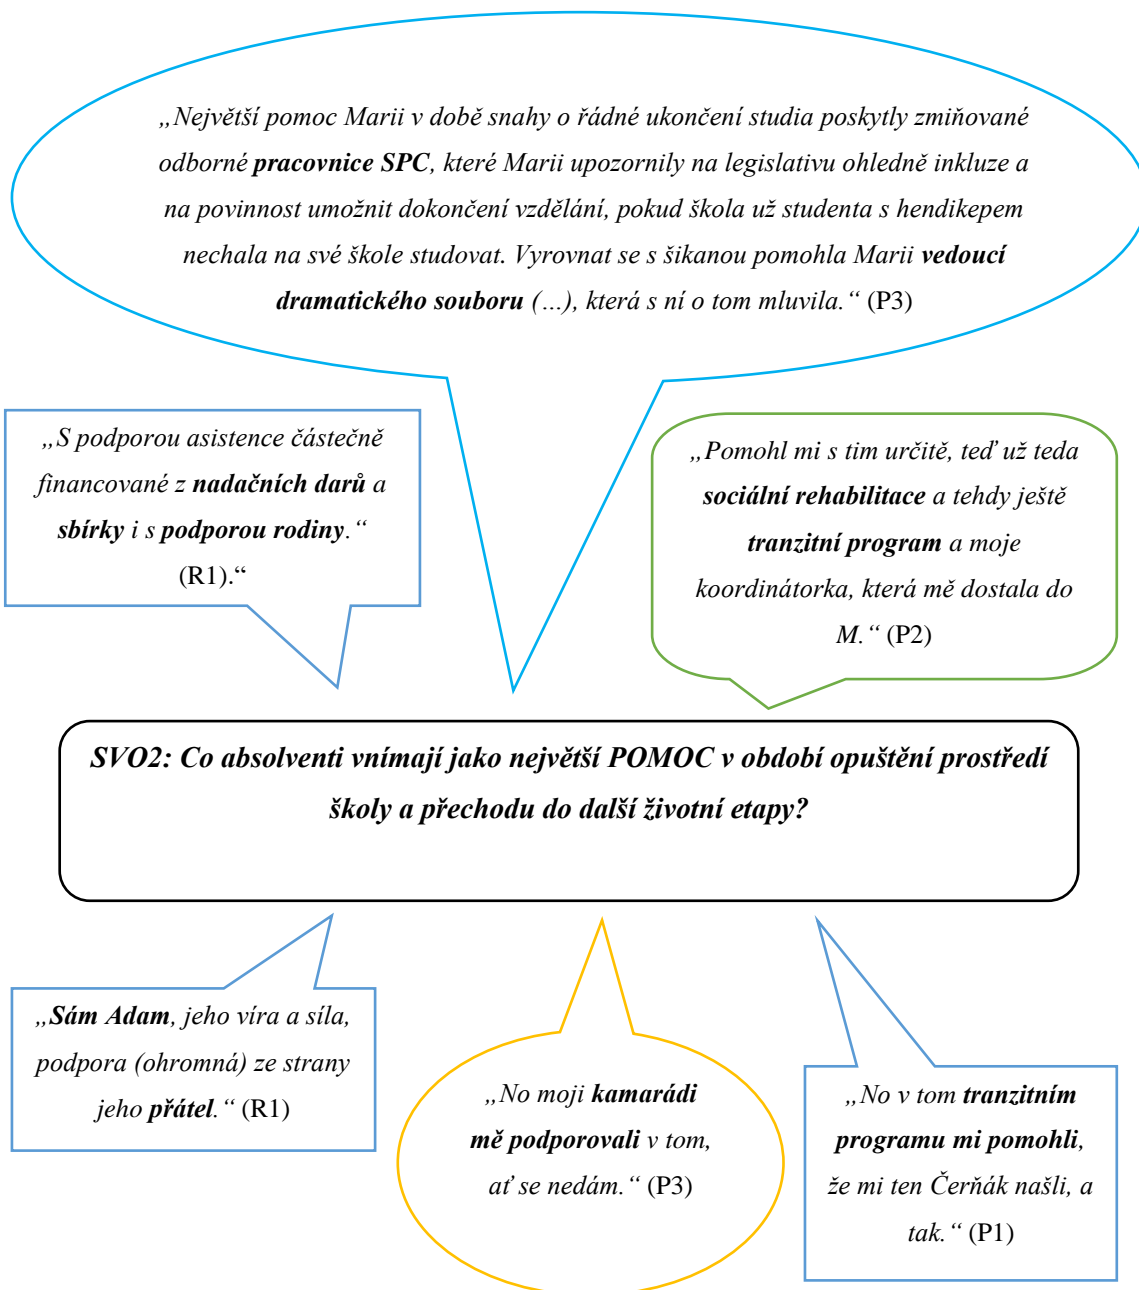 „Největší pomoc Marii v době snahy o řádné ukončení studia poskytly zmiňované
odborné pracovnice SPC, které Marii upozornily na legislativu ohledně inkluze a
na povinnost umožnit dokončení vzdělání, pokud škola už studenta s hendikepem
nechala na své škole studovat. Vyrovnat se s šikanou pomohla Marii vedoucí
dramatického souboru (…), která s ní o tom mluvila.“ (P3)
„S podporou asistence částečně
financované z nadačních darů a
sbírky i s podporou rodiny.“
(R1).“
„Pomohl mi s tim určitě, teď už teda
sociální rehabilitace a tehdy ještě
tranzitní program a moje
koordinátorka, která mě dostala do
M.“ (P2)
SVO2: Co absolventi vnímají jako největší POMOC v období opuštění prostředí
školy a přechodu do další životní etapy?
„Sám Adam, jeho víra a síla,
podpora (ohromná) ze strany
jeho přátel.“ (R1)
„No moji kamarádi
mě podporovali v tom,
ať se nedám.“ (P3)
„No v tom tranzitním
programu mi pomohli,
že mi ten Čerňák našli, a
tak.“ (P1)